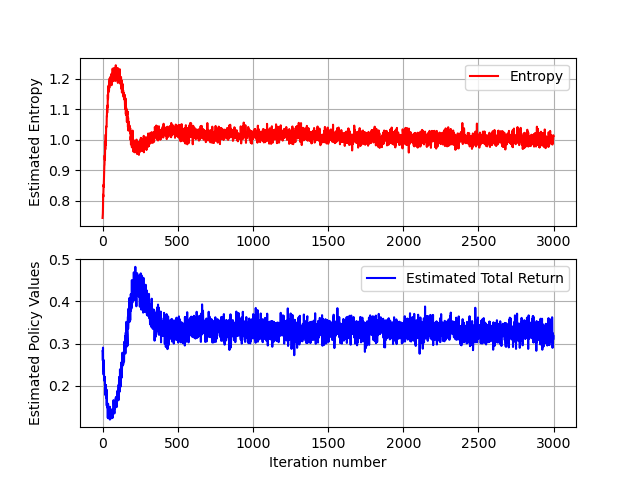 Estimated Entropy
1.2
1.1
1.0
0.9
0.8
Entropy
0 500 1000 1500 2000 2500 3000
Estimated Policy Values
0.5
0.4
0.3
0.2
Estimated Total Return
0 500 1000 1500 2000 2500 3000
Iteration number